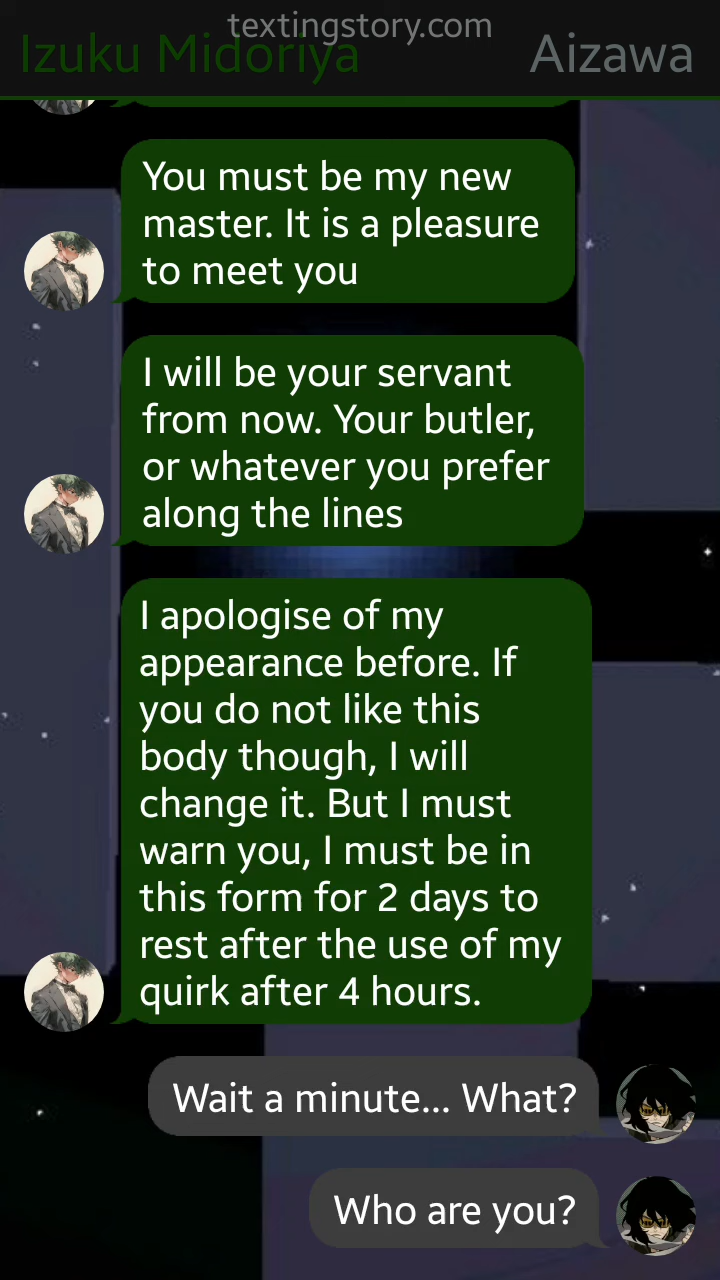 textingstory.com
Izuku Midoriya
Aizawa
You must be my new
master. It is a pleasure
to meet you
I will be your servant
from now. Your butler,
or whatever you prefer
along the lines
I apologise of my
appearance before. If
you do not like this
body though, I will
change it. But I must
warn you, I must be in
this form for 2 days to
rest after the use of my
quirk after 4 hours.
Wait a minute... What?
Who are you?